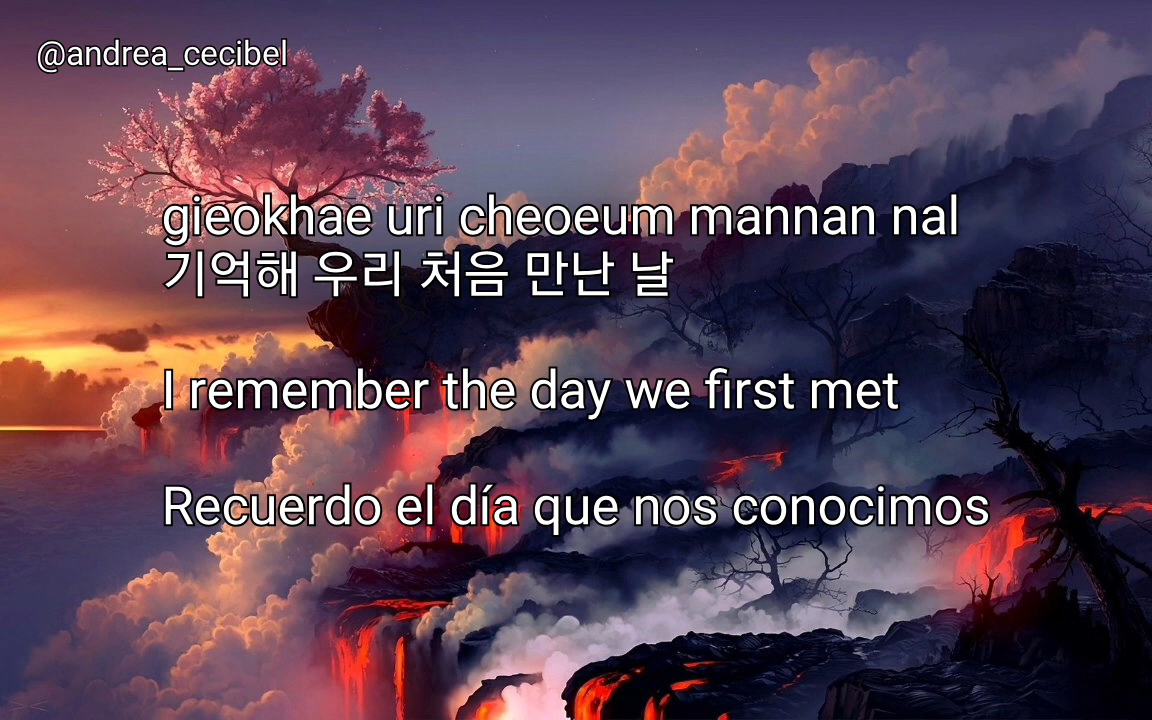 @andrea_cecibel
gieokhae uri cheoeum mannan nal
기억해 우리 처음 만난 날
I remember the day we first met
Recuerdo el día que nos conocimos